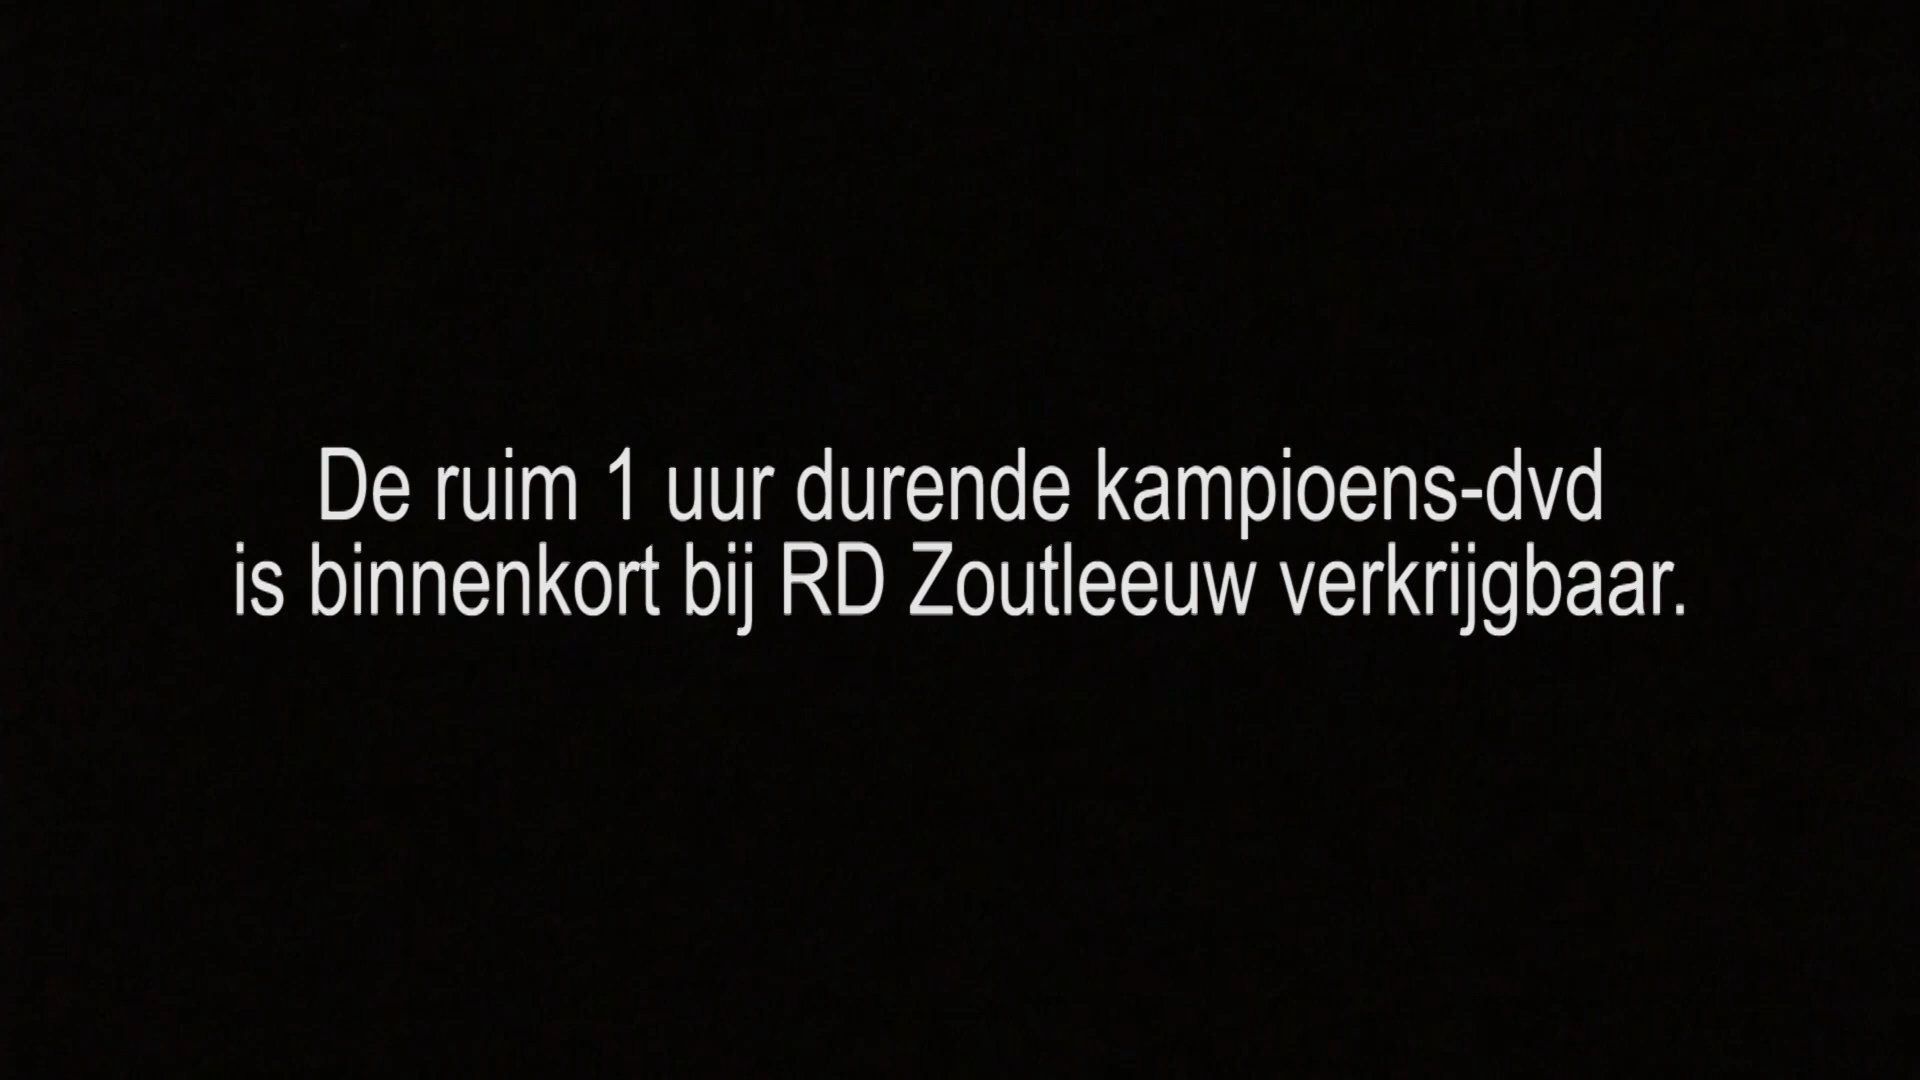 De ruim 1 uur durende kampioens-dvd
is binnenkort bij RD Zoutleeuw verkrijgbaar.